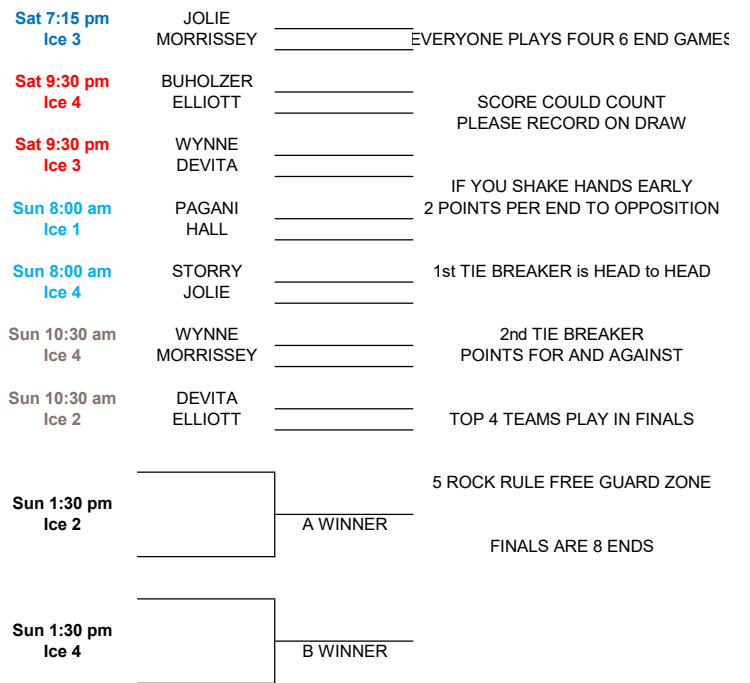 Sat 7:15 pm JOLIE
Ice 3 MORRISSEY EVERYONE PLAYS FOUR 6 END GAMES
Sat 9:30 pm BUHOLZER
Ice 4 ELLIOTT SCORE COULD COUNT
PLEASE RECORD ON DRAW
Sat 9:30 pm WYNNE
Ice 3 DEVITA
IF YOU SHAKE HANDS EARLY
Sun 8:00 am PAGANI 2 POINTS PER END TO OPPOSITION
Ice 1 HALL
Sun 8:00 am STORRY 1st TIE BREAKER is HEAD to HEAD
Ice 4 JOLIE
Sun 10:30 am WYNNE 2nd TIE BREAKER
Ice 4 MORRISSEY POINTS FOR AND AGAINST
Sun 10:30 am DEVITA
Ice 2 ELLIOTT TOP 4 TEAMS PLAY IN FINALS
5 ROCK RULE FREE GUARD ZONE
Sun 1:30 pm
Ice 2 A WINNER
FINALS ARE 8 ENDS
Sun 1:30 pm
Ice 4 B WINNER